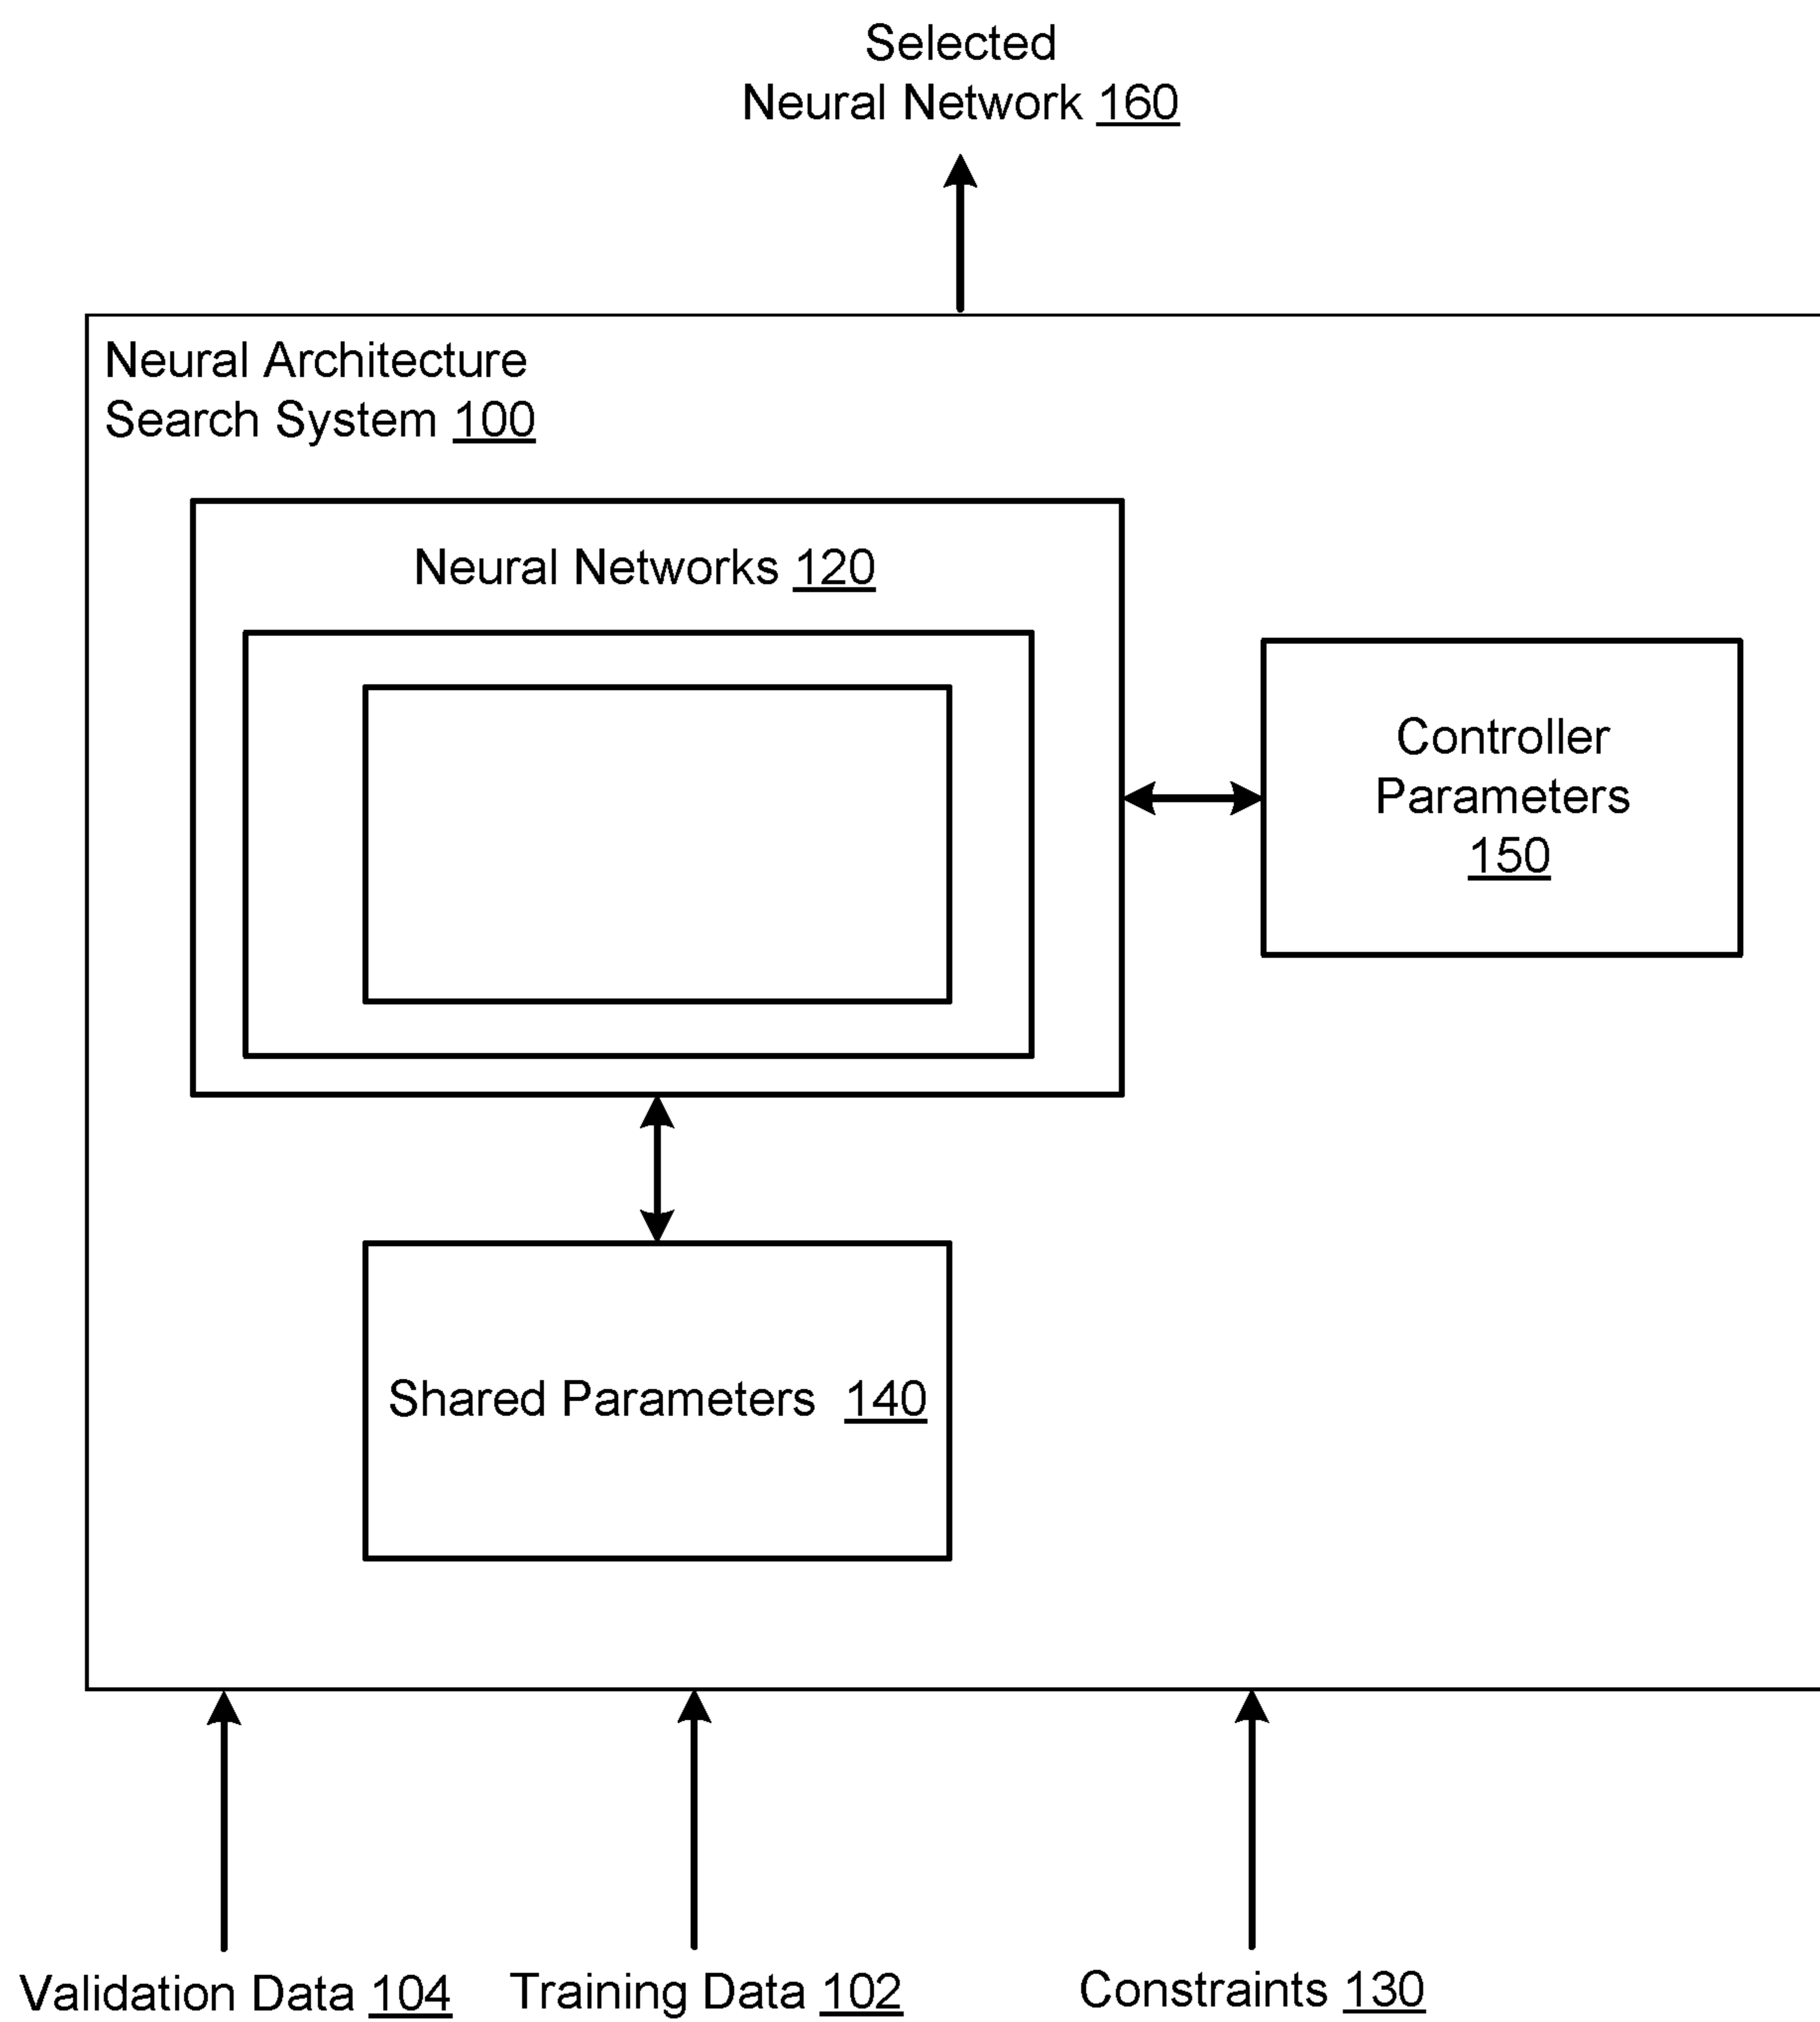 Selected
Neural Network 160
Neural Architecture
Search System 100
Neural Networks 120
Controller
Parameters
150
Shared Parameters 140
Validation Data 104
Training Data 102
Constraints 130